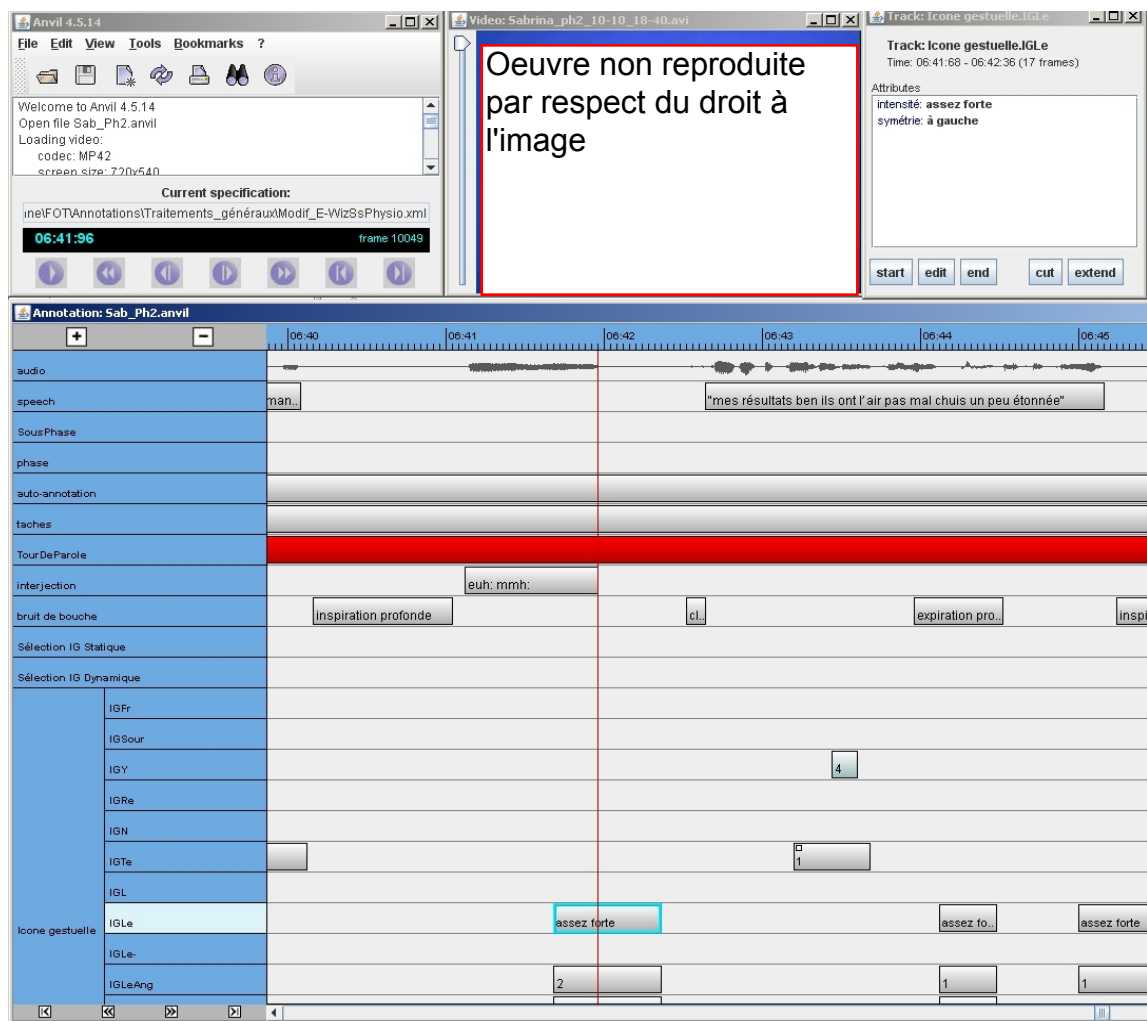 Anvil 4.5.14
File Edit View Tools Bookmarks ?
Welcome to Anvil 4.5.14
Open file Sab_Ph2.anvil
Loading video:
codec: MP42
screen size: 720x540
Current specification:
ıne\FOT\Annotations\Traitements_généraux\Modif_E-WizSsPhysio.xml
06:41:96 frame 10049
Video: Sabrina_ph2_10-10_18-40.avi
Oeuvre non reproduite
par respect du droit à
l'image
Track: Icone gestuelle.IGLe
Track: Icone gestuelle.IGLe
Time: 06:41:68 - 06:42:36 (17 frames)
Attributes
intensité: assez forte
symétrie: à gauche
start edit end cut extend
Annotation: Sab_Ph2.anvil
+ - 06:40 06:41 06:42 06:43 06:44 06:45
audio
speech man.. "mes résultats ben ils ont l'air pas mal chuis un peu étonnée"
SousPhase
phase
auto-annotation
taches
TourDeParole
interjection euh: mmh:
bruit de bouche inspiration profonde cl.. expiration pro.. inspi
Sélection IG Statique
Sélection IG Dynamique
Icone gestuelle
IGFr
IGSour
IGY 4
IGRe
IGN
IGTe 1
IGL
IGLe assez forte assez fo.. assez forte
IGLe-
IGLeAng 2 1 1